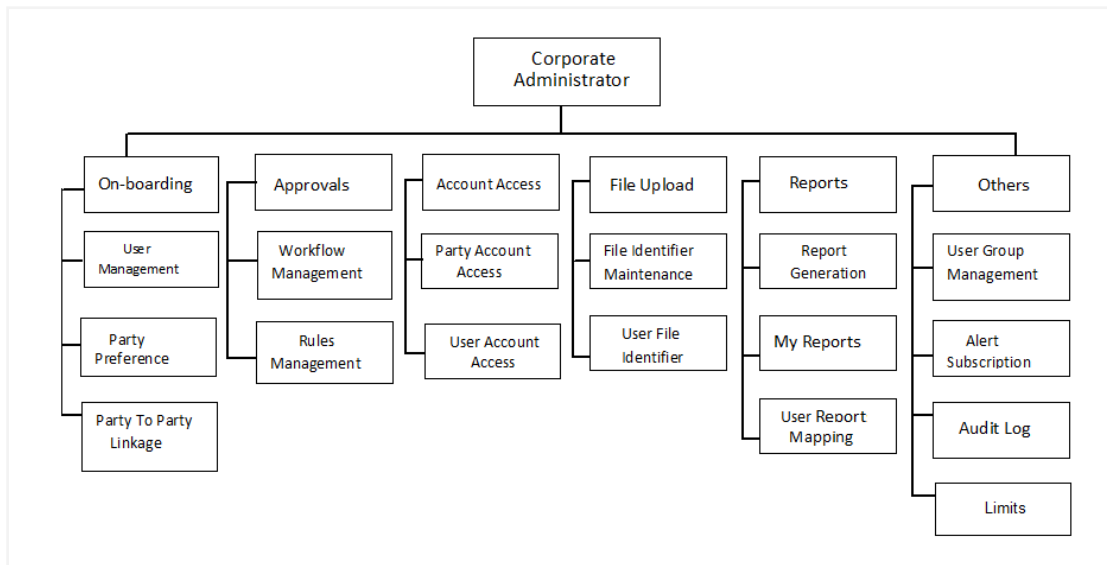 Corporate
Administrator
On-boarding
User
Management
Party
Preference
Party To Party
Linkage
Approvals
Workflow
Management
Rules
Management
Account Access
Party Account
Access
User Account
Access
File Upload
File Identifier
Maintenance
User File
Identifier
Reports
Report
Generation
My Reports
User Report
Mapping
Others
User Group
Management
Alert
Subscription
Audit Log
Limits